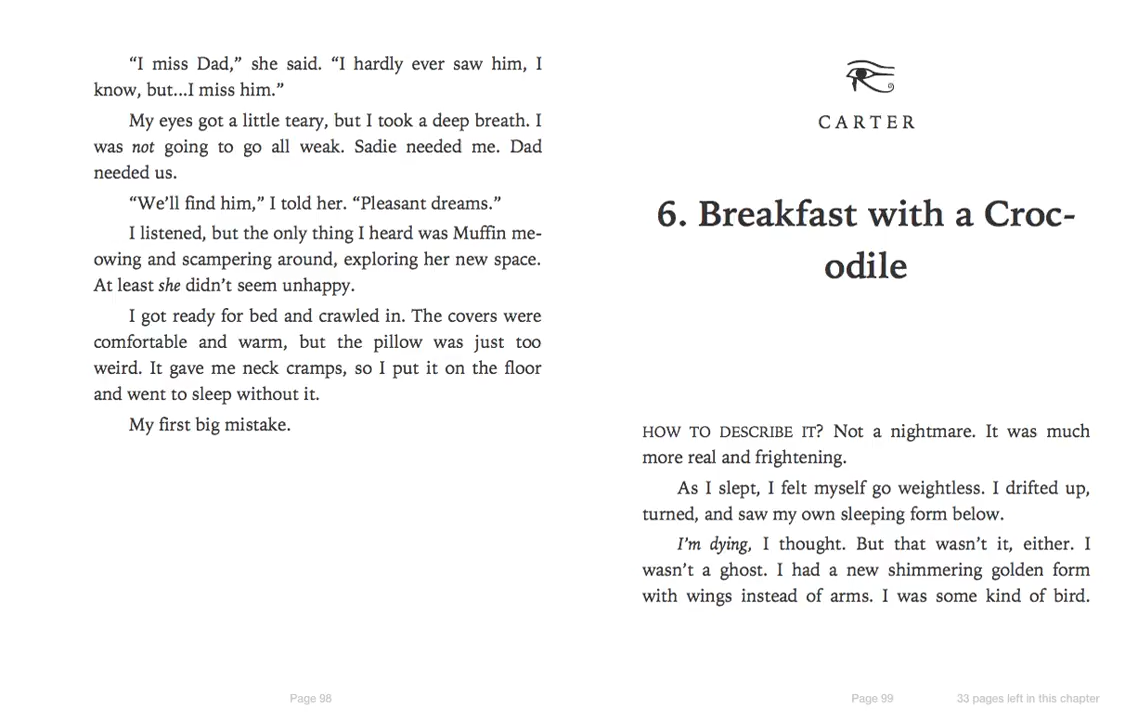 “I miss Dad,” she said. “I hardly ever saw him, I
know, but...I miss him.”
My eyes got a little teary, but I took a deep breath. I
was not going to go all weak. Sadie needed me. Dad
needed us.
“We’ll find him,” I told her. “Pleasant dreams.”
I listened, but the only thing I heard was Muffin me-
owing and scampering around, exploring her new space.
At least she didn’t seem unhappy.
I got ready for bed and crawled in. The covers were
comfortable and warm, but the pillow was just too
weird. It gave me neck cramps, so I put it on the floor
and went to sleep without it.
My first big mistake.
Page 98
CARTER
6. Breakfast with a Croc-
odile
HOW TO DESCRIBE IT? Not a nightmare. It was much
more real and frightening.
As I slept, I felt myself go weightless. I drifted up,
turned, and saw my own sleeping form below.
I’m dying, I thought. But that wasn’t it, either. I
wasn’t a ghost. I had a new shimmering golden form
with wings instead of arms. I was some kind of bird.
Page 99
33 pages left in this chapter